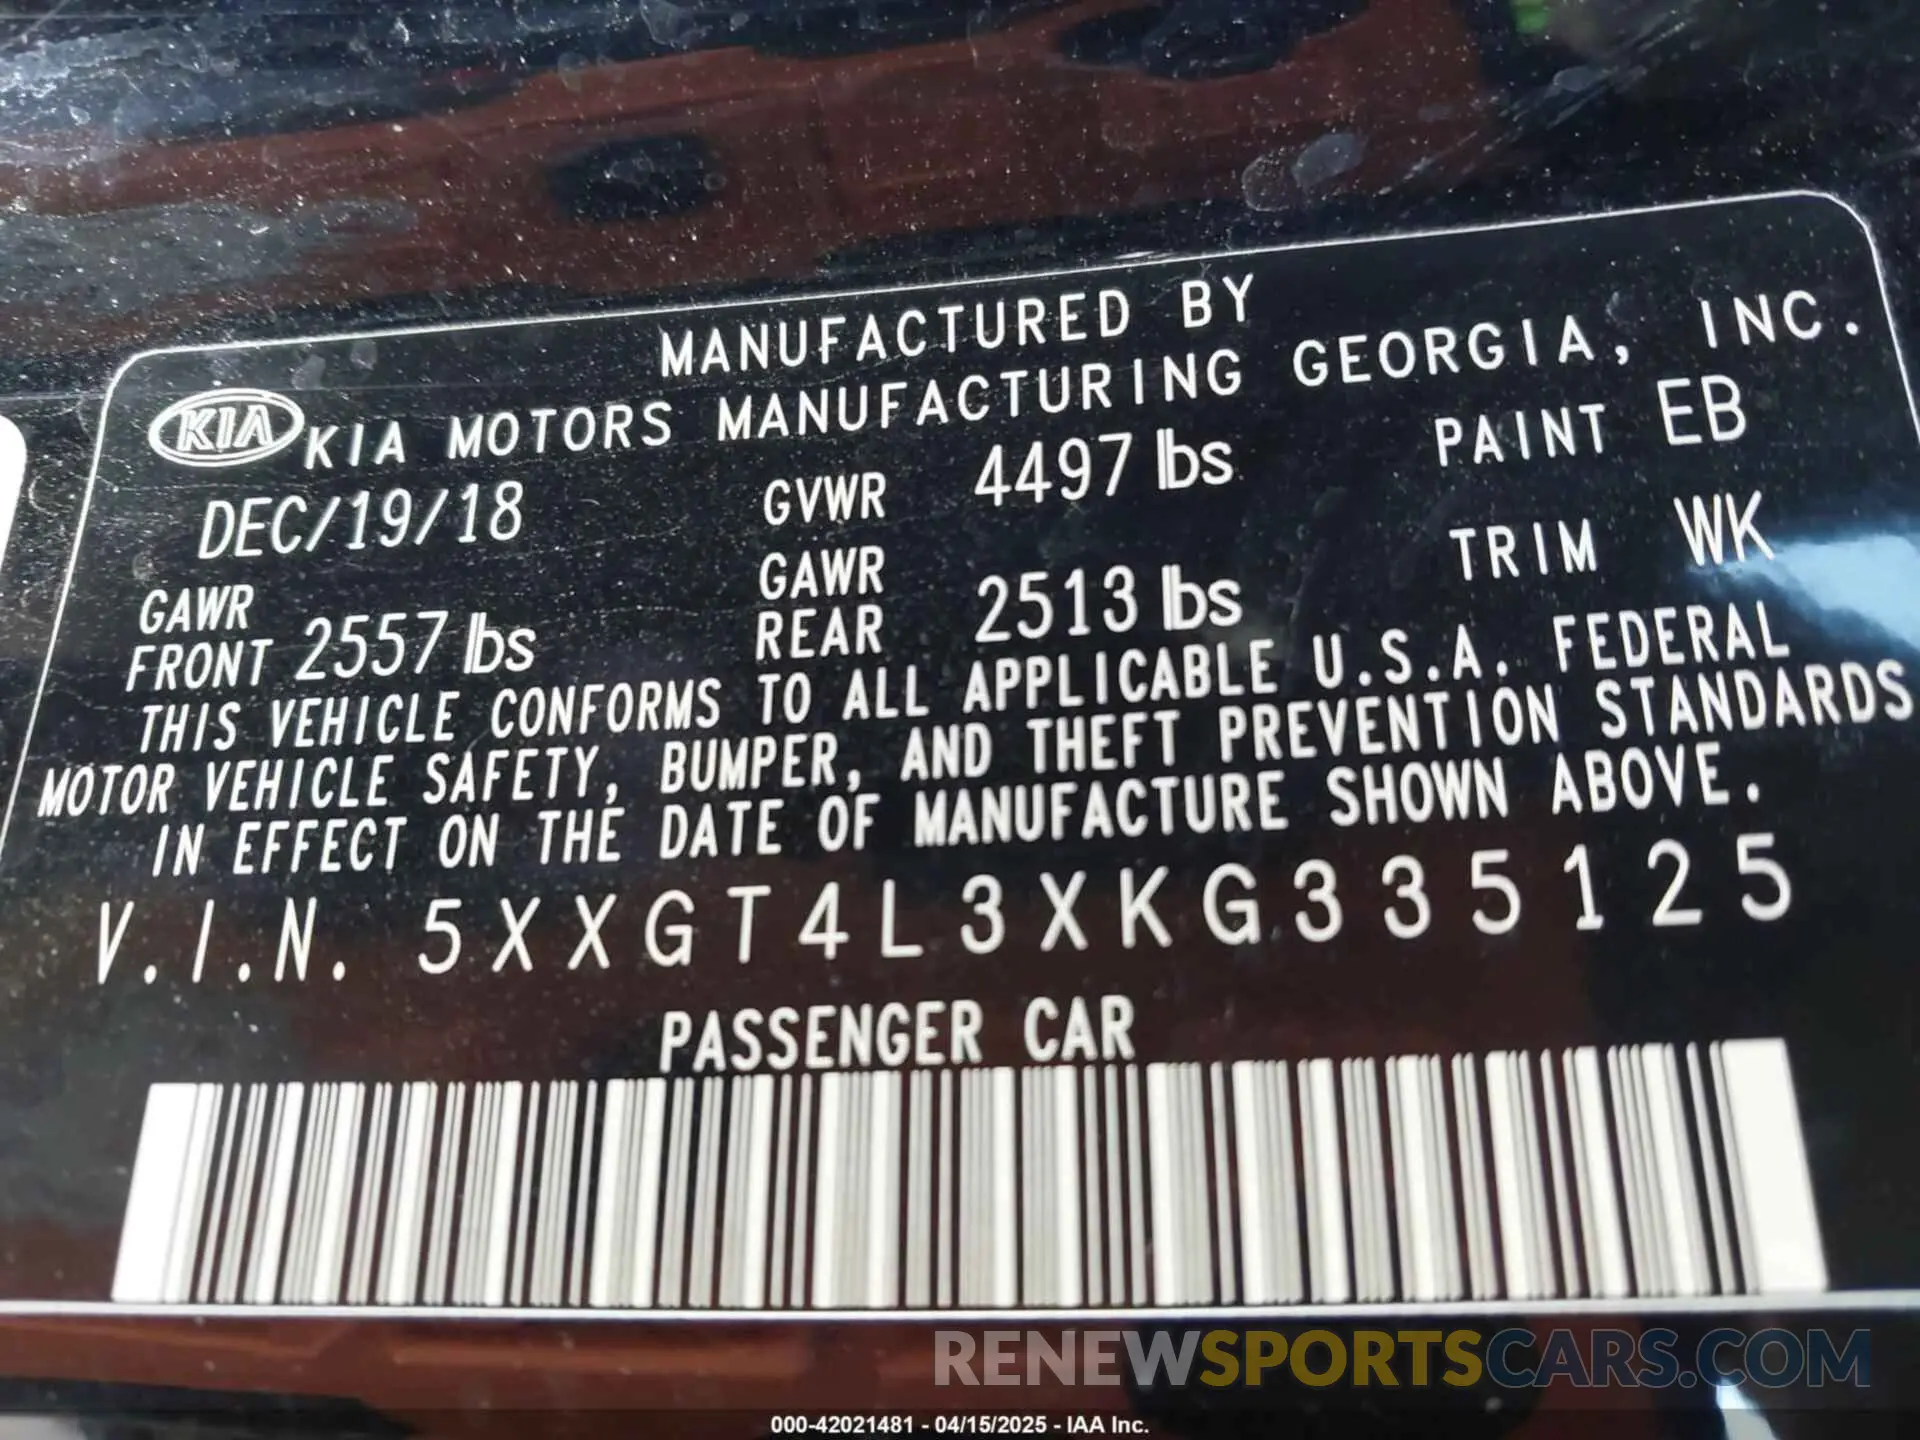 MANUFACTURED BY
KIA KIA MOTORS MANUFACTURING GEORGIA, INC.
DEC/19/18 GVWR 4497 lbs PAINT EB
GAWR FRONT 2557 lbs GAWR REAR 2513 lbs TRIM WK
THIS VEHICLE CONFORMS TO ALL APPLICABLE U.S.A. FEDERAL
MOTOR VEHICLE SAFETY, BUMPER, AND THEFT PREVENTION STANDARDS
IN EFFECT ON THE DATE OF MANUFACTURE SHOWN ABOVE.
V.I.N. 5XXGT4L3XKG335125
PASSENGER CAR
RENEWSPORTSCARS.COM
000-42021481 - 04/15/2025 - IAA Inc.